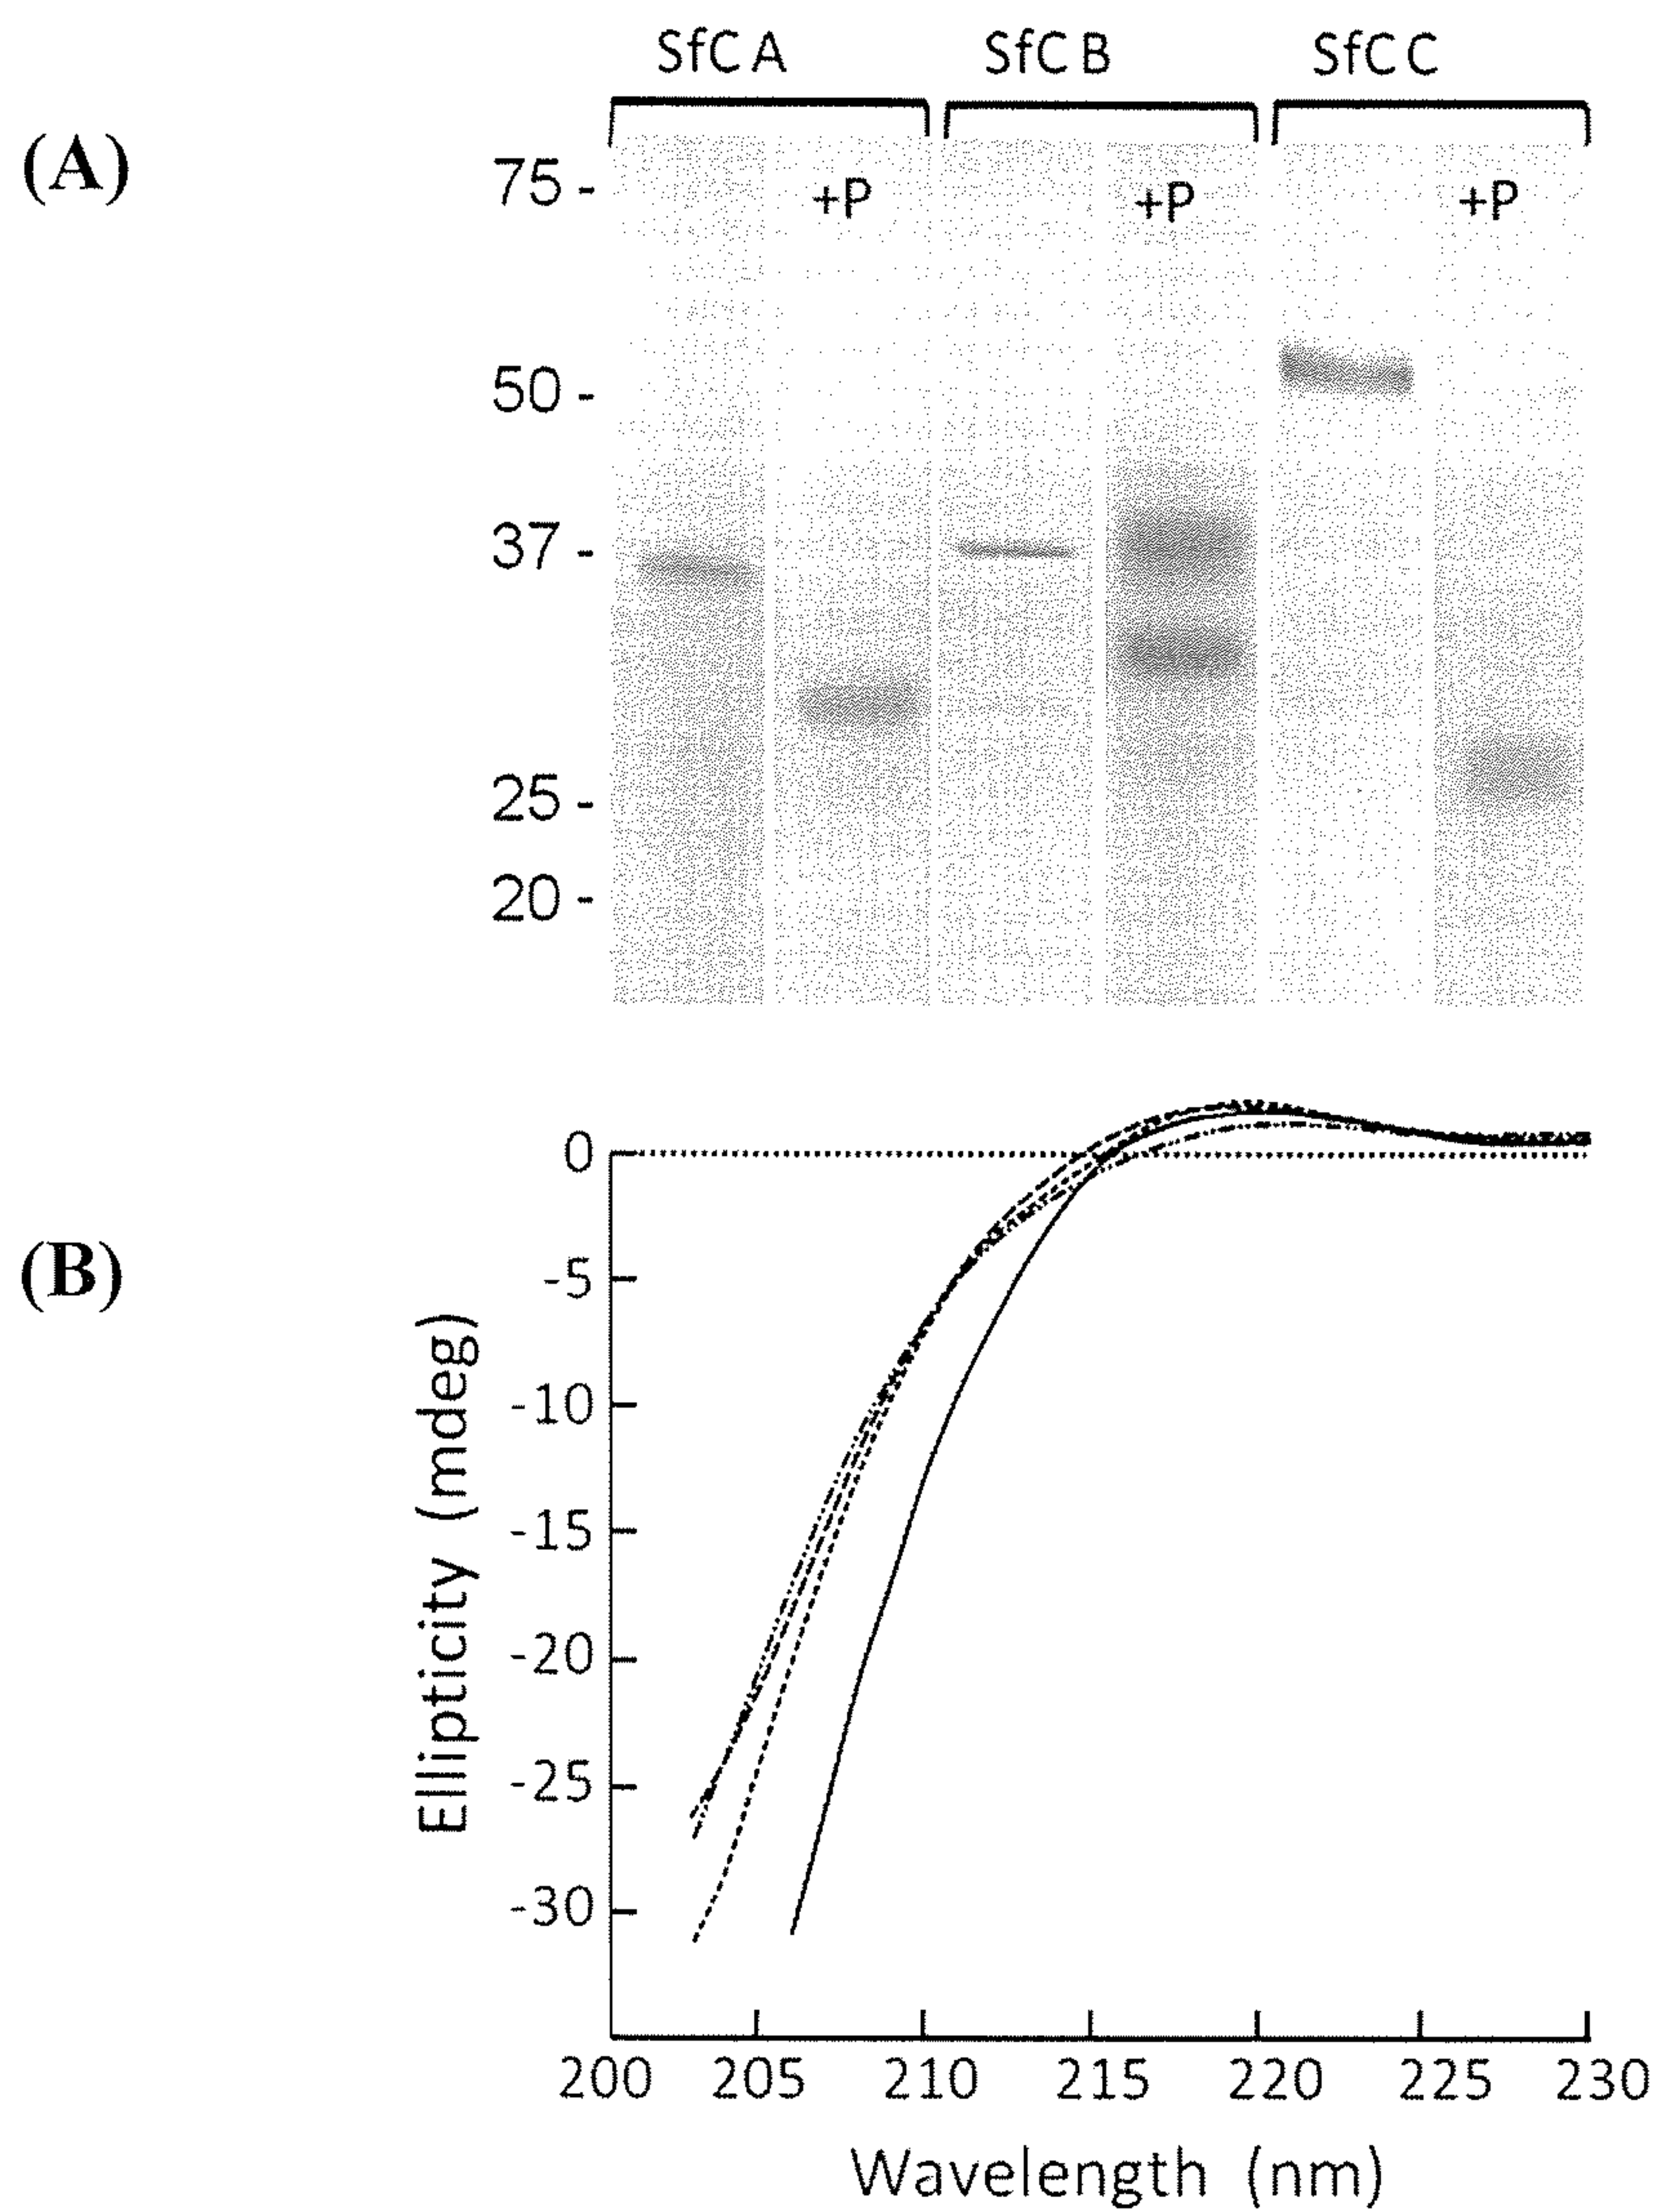 SfC A SfC B SfC C
(A)
75 -
+P +P +P
50 -
37 -
25 -
20 -
(B)
0
-5
-10
-15
-20
-25
-30
Ellipticity (mdeg)
200 205 210 215 220 225 230
Wavelength (nm)